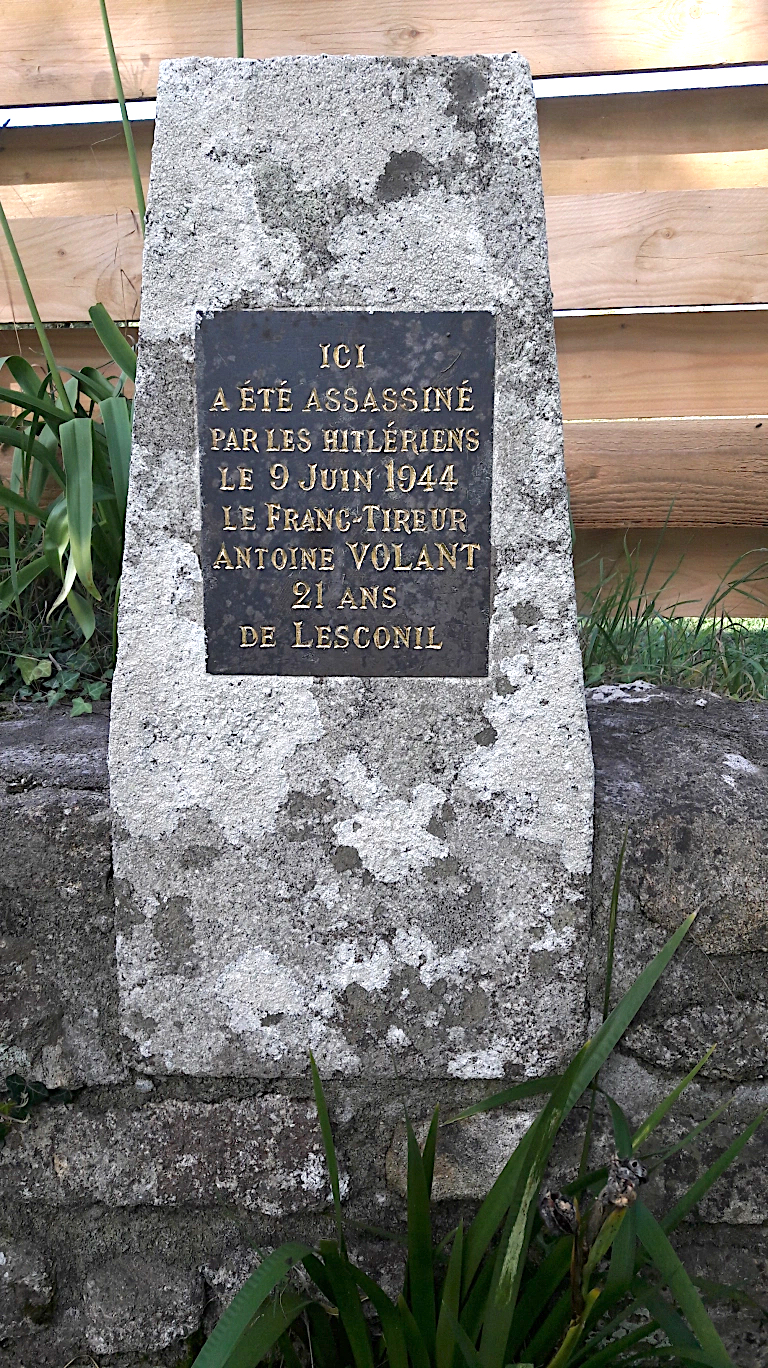 ICI
A ÉTÉ ASSASSINÉ
PAR LES HITLÉRIENS
LE 9 JUIN 1944
LE FRANC-TIREUR
ANTOINE VOLANT
21 ANS
DE LESCONIL